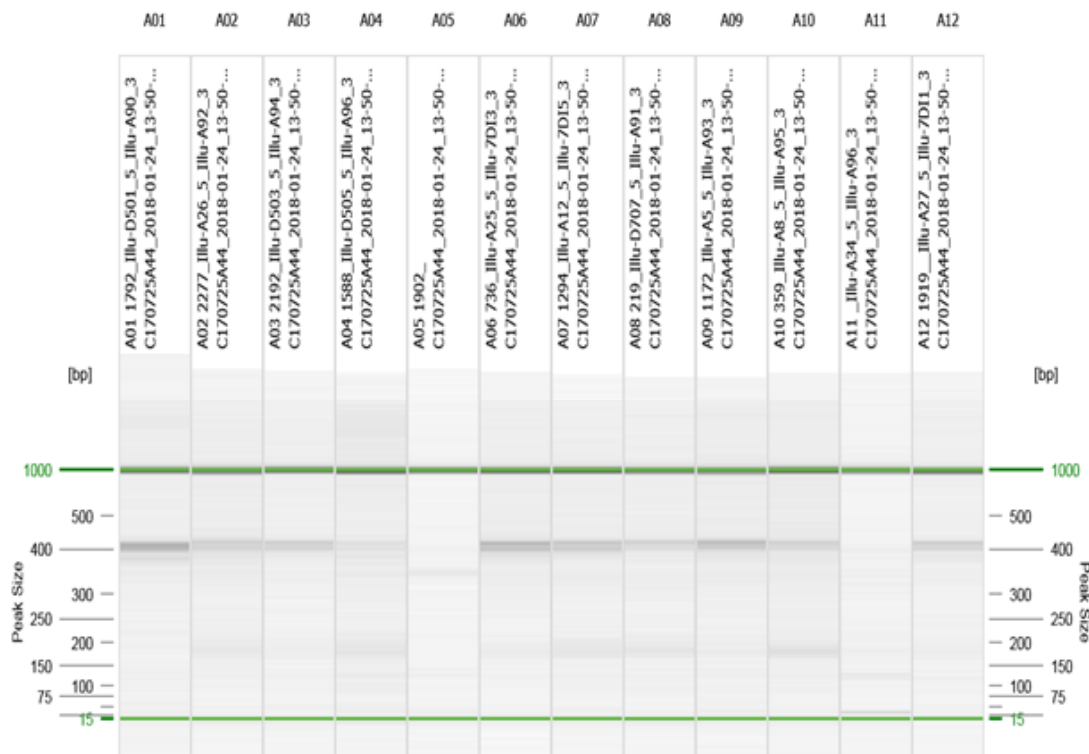 A01 A02 A03 A04 A05 A06 A07 A08 A09 A10 A11 A12
A01 1792_Illu-D501_5_Illu-A90_3
C170725A44_2018-01-24_13-50-...
A02 2277_Illu-A26_5_Illu-A92_3
C170725A44_2018-01-24_13-50-...
A03 2192_Illu-D503_5_Illu-A94_3
C170725A44_2018-01-24_13-50-...
A04 1588_Illu-D505_5_Illu-A96_3
C170725A44_2018-01-24_13-50-...
A05 1902_
C170725A44_2018-01-24_13-50-...
A06 736_Illu-A25_5_Illu-7DI3_3
C170725A44_2018-01-24_13-50-...
A07 1294_Illu-A12_5_Illu-7DI5_3
C170725A44_2018-01-24_13-50-...
A08 219_Illu-D707_5_Illu-A91_3
C170725A44_2018-01-24_13-50-...
A09 1172_Illu-A5_5_Illu-A93_3
C170725A44_2018-01-24_13-50-...
A10 359_Illu-A8_5_Illu-A95_3
C170725A44_2018-01-24_13-50-...
A11 _Illu-A34_5_Illu-A96_3
C170725A44_2018-01-24_13-50-...
A12 1919__Illu-A27_5_Illu-7DI1_3
C170725A44_2018-01-24_13-50-...
[bp] [bp]
1000 1000
500 500
400 400
300 300
250 250
200 200
150 150
100 100
75 75
15 15
Peak Size
Peak Size